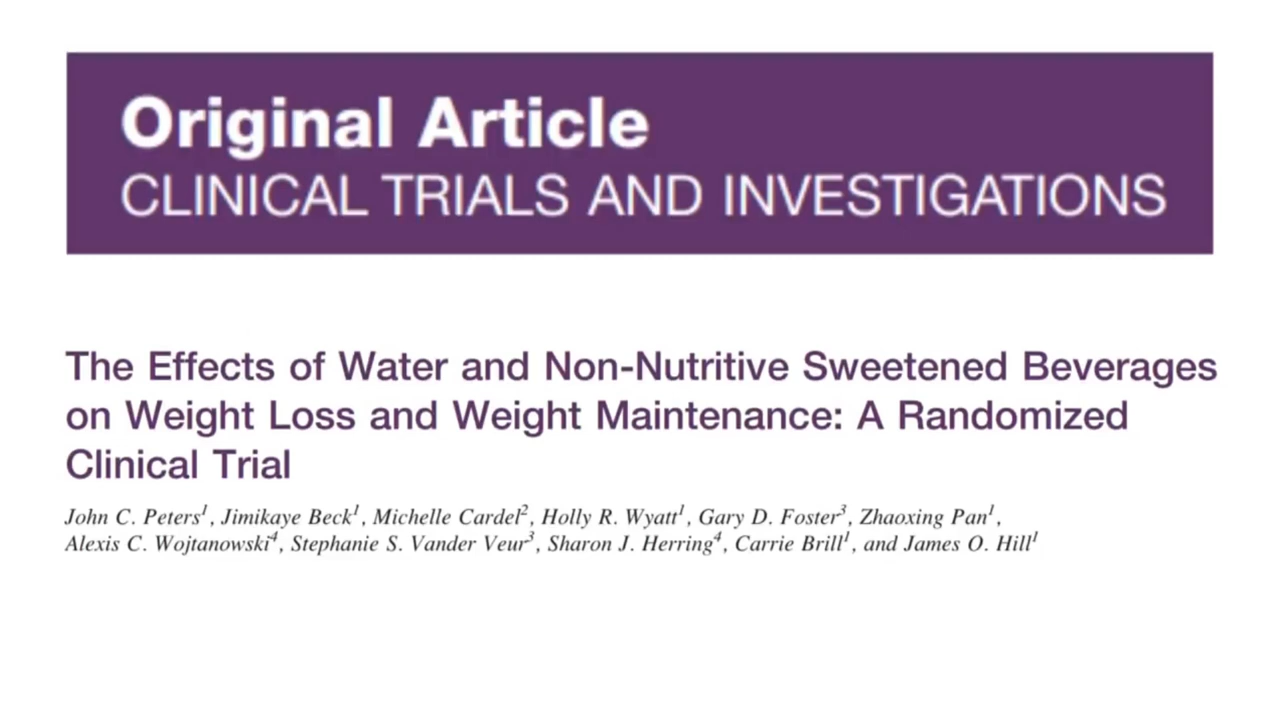 Original Article
CLINICAL TRIALS AND INVESTIGATIONS
The Effects of Water and Non-Nutritive Sweetened Beverages
on Weight Loss and Weight Maintenance: A Randomized
Clinical Trial
John C. Peters¹, Jimikaye Beck¹, Michelle Cardel², Holly R. Wyatt¹, Gary D. Foster³, Zhaoxing Pan¹,
Alexis C. Wojtanowski⁴, Stephanie S. Vander Veur³, Sharon J. Herring⁴, Carrie Brill¹, and James O. Hill¹